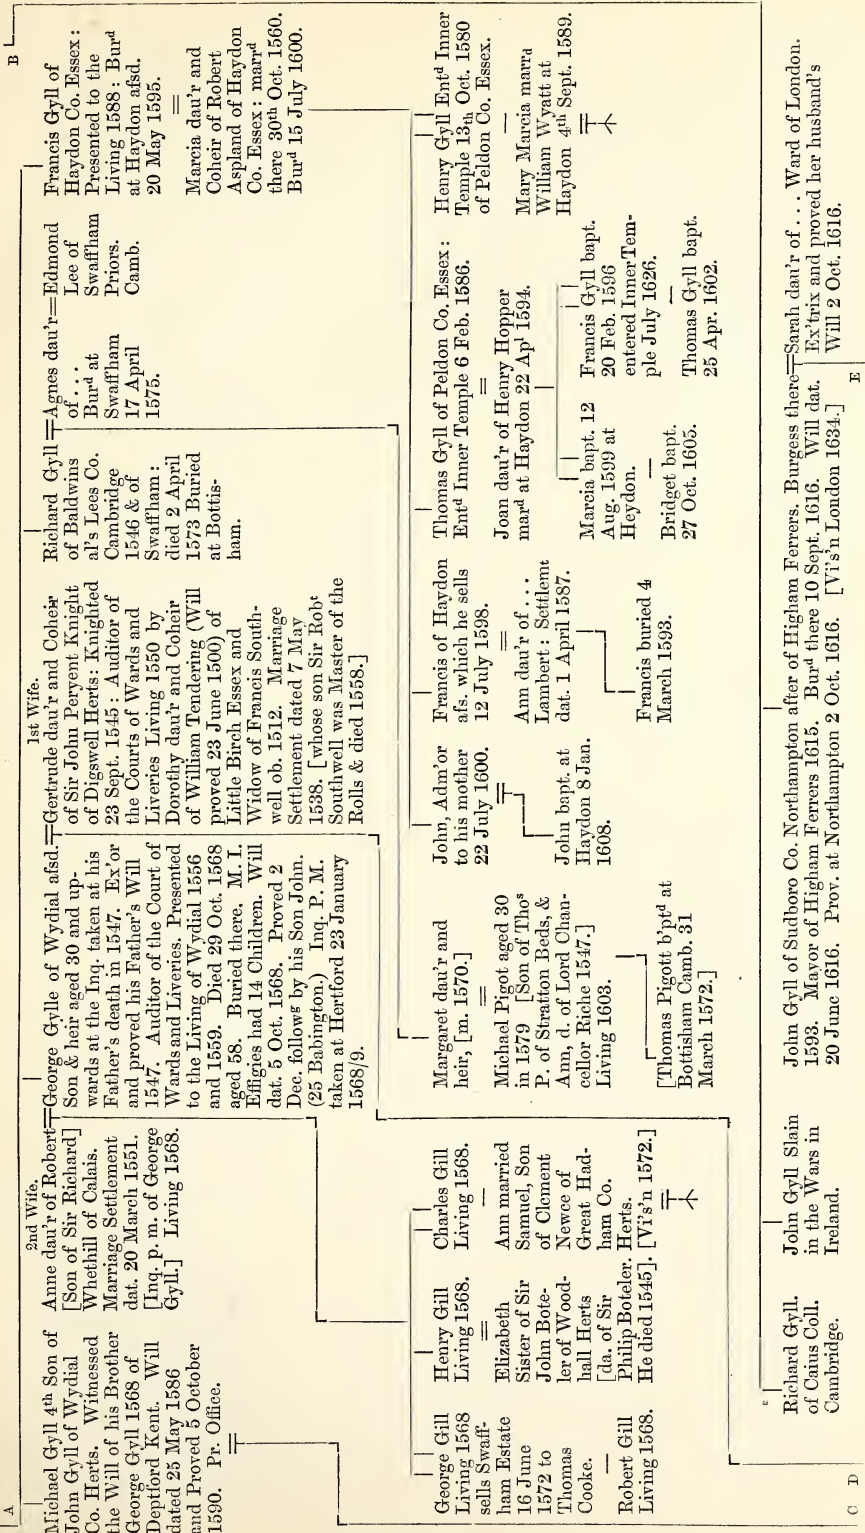 A
B
Michael Gyll 4th Son of
John Gyll of Wydial
Co. Herts. Witnessed
the Will of his Brother
George Gyll 1568 of
Deptford Kent. Will
dated 25 May 1586
and Proved 5 October
1590. Pr. Office.
2nd Wife.
Anne dau'r of Robert
[Son of Sir Richard]
Whethill of Calais.
Marriage Settlement
dat. 20 March 1551.
[Inq. p. m. of George
Gyll.] Living 1568.
George Gylle of Wydial afsd.
Son & heir aged 30 and up-
wards at the Inq. taken at his
Father's death in 1547. Ex'or
and proved his Father's Will
1547. Auditor of the Court of
Wards and Liveries. Presented
to the Living of Wydial 1556
and 1559. Died 29 Oct. 1568
aged 58. Buried there. M. I.
Effigies had 14 Children. Will
dat. 5 Oct. 1568. Proved 2
Dec. followg by his Son John.
(25 Babington.) Inq. P. M.
taken at Hertford 23 January
1568/9.
1st Wife.
Gertrude dau'r and Coheir
of Sir John Peryent Knight
of Digswell Herts: Knighted
23 Sept. 1545: Auditor of
the Courts of Wards and
Liveries Living 1550 by
Dorothy dau'r and Coheir
of William Tendering (Will
proved 23 June 1500) of
Little Birch Essex and
Widow of Francis South-
well ob. 1512. Marriage
Settlement dated 7 May
1538. [whose son Sir Robt
Southwell was Master of the
Rolls & died 1558.]
Richard Gyll
of Baldwins
al's Lees Co.
Cambridge
1546 & of
Swaffham:
died 2 April
1573 Buried
at Bottis-
ham.
Agnes dau'r
of . . .
Burd at
Swaffham
17 April
1575.
Edmond
Lee of
Swaffham
Priors.
Camb.
Francis Gyll of
Haydon Co. Essex:
Presented to the
Living 1588: Burd
at Haydon afsd.
20 May 1595.
Marcia dau'r and
Coheir of Robert
Aspland of Haydon
Co. Essex: marrd
there 30th Oct. 1560.
Burd 15 July 1600.
George Gill
Living 1568
sells Swaff-
ham Estate
16 June
1572 to
Thomas
Cooke.
Robert Gill
Living 1568.
Henry Gill
Living 1568.
Elizabeth
Sister of Sir
John Bote-
ler of Wood-
hall Herts
[da. of Sir
Philip Boteler.
He died 1545].
Charles Gill
Living 1568.
Ann married
Samuel, Son
of Clement
Newce of
Great Had-
ham Co.
Herts.
[Vi's'n 1572.]
Margaret dau'r and
heir, [m. 1570.]
Michael Pigot aged 30
in 1579 [Son of Thos
P. of Stratton Beds, &
Ann, d. of Lord Chan-
cellor Riche 1547.]
Living 1603.
[Thomas Pigott b'ptd at
Bottisham Camb. 31
March 1572.]
John, Adm'or
to his mother
22 July 1600.
John bapt. at
Haydon 8 Jan.
1608.
Francis of Haydon
afs. which he sells
12 July 1598.
Ann dau'r of . . .
Lambert: Settlemt
dat. 1 April 1587.
Francis buried 4
March 1593.
Thomas Gyll of Peldon Co. Essex:
Entd Inner Temple 6 Feb. 1586.
Joan dau'r of Henry Hopper
mard at Haydon 22 Apl 1594.
Marcia bapt. 12
Aug. 1599 at
Heydon.
Bridget bapt.
27 Oct. 1605.
Francis Gyll bapt.
20 Feb. 1596
entered Inner Tem-
ple July 1626.
Thomas Gyll bapt.
25 Apr. 1602.
Henry Gyll Entd Inner
Temple 13th Oct. 1580
of Peldon Co. Essex.
Mary Marcia marrd
William Wyatt at
Haydon 4th Sept. 1589.
C
D
Richard Gyll.
of Caius Coll.
Cambridge.
John Gyll Slain
in the Wars in
Ireland.
John Gyll of Sudboro Co. Northampton after of Higham Ferrers. Burgess there
1593. Mayor of Higham Ferrers 1615. Burd there 10 Sept. 1616. Will dat.
20 June 1616. Prov. at Northampton 2 Oct. 1616. [Vi's'n London 1634.]
Sarah dau'r of . . . Ward of London.
Ex'trix and proved her husband's
Will 2 Oct. 1616.
E